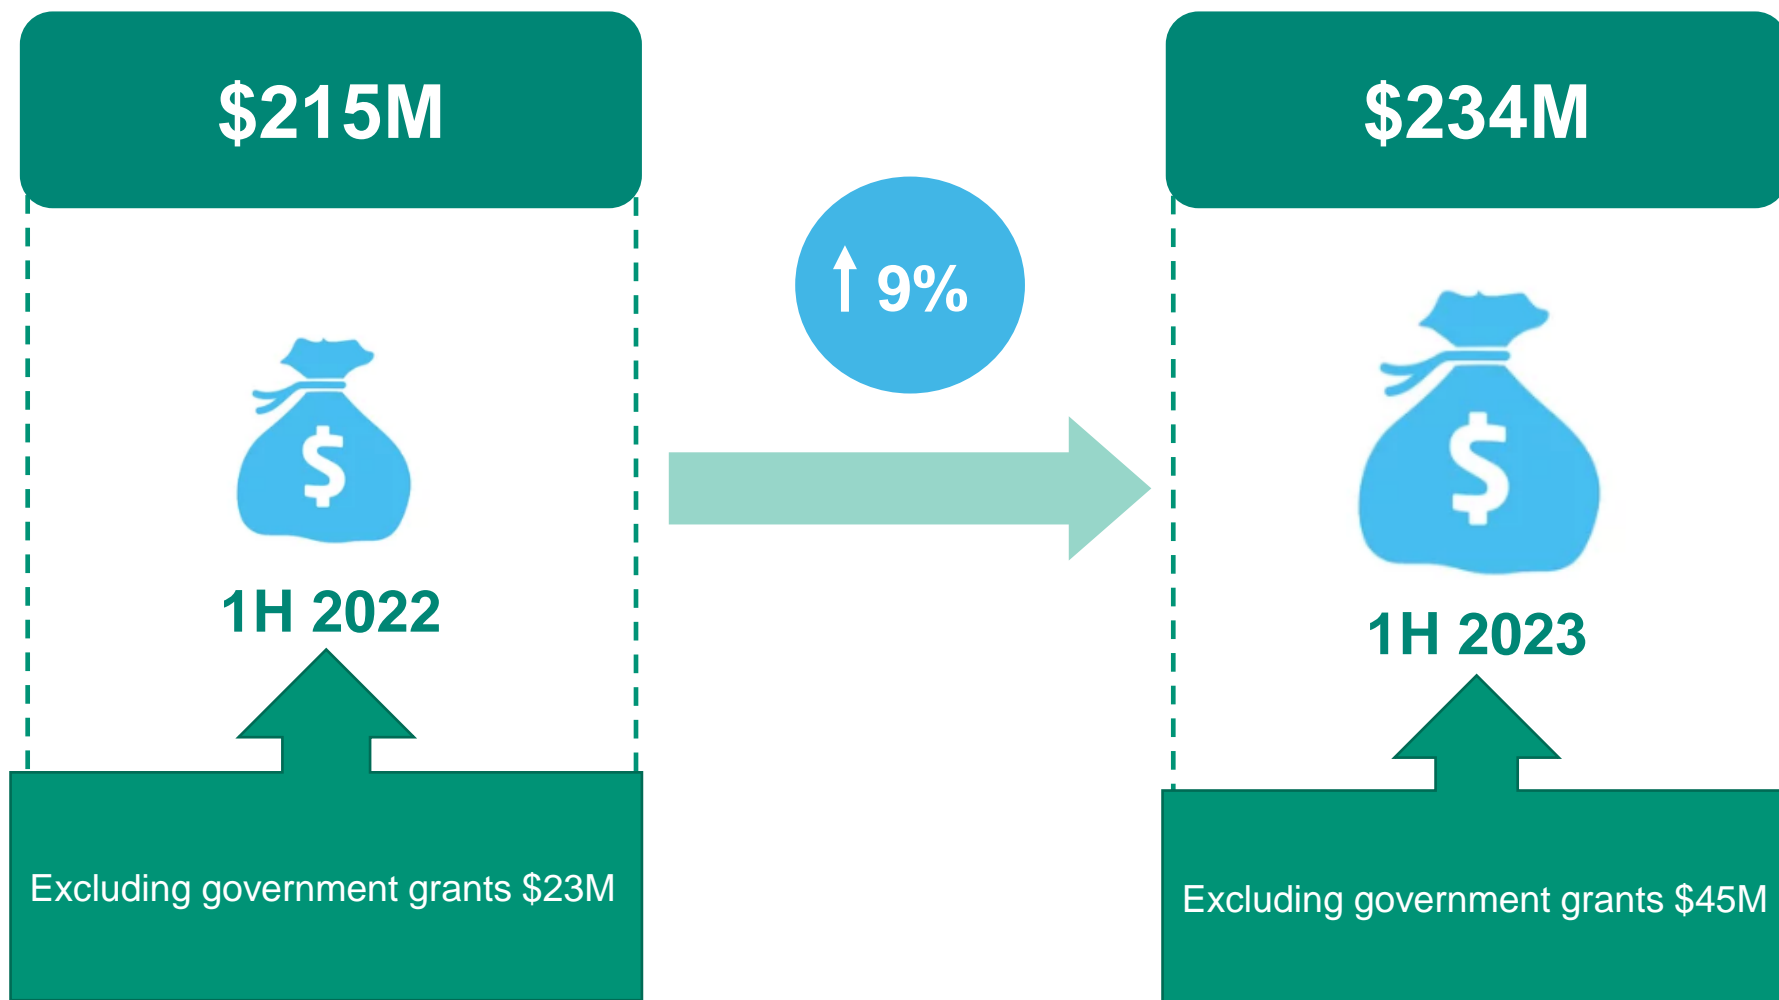 $215M
$234M
9%
$
$
1H 2022
1H 2023
Excluding government grants $23M
Excluding government grants $45M